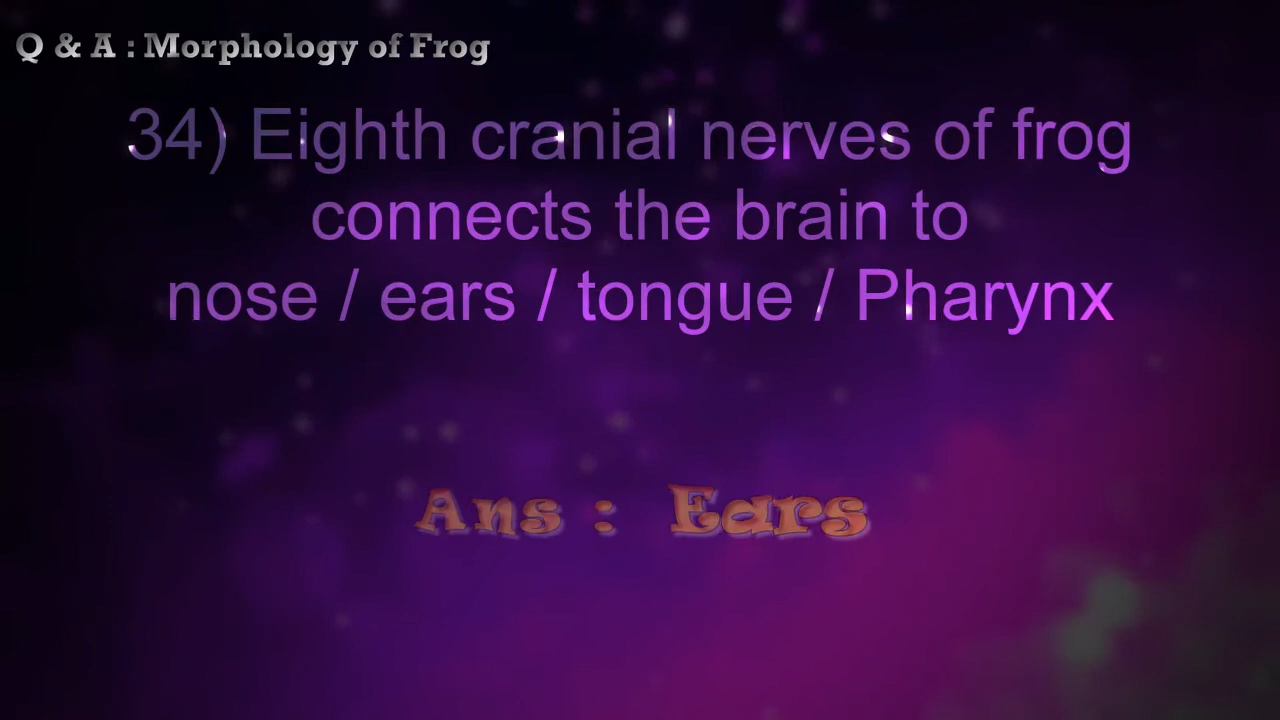 Q & A : Morphology of Frog
34) Eighth cranial nerves of frog
connects the brain to
nose / ears / tongue / Pharynx
Ans : Ears